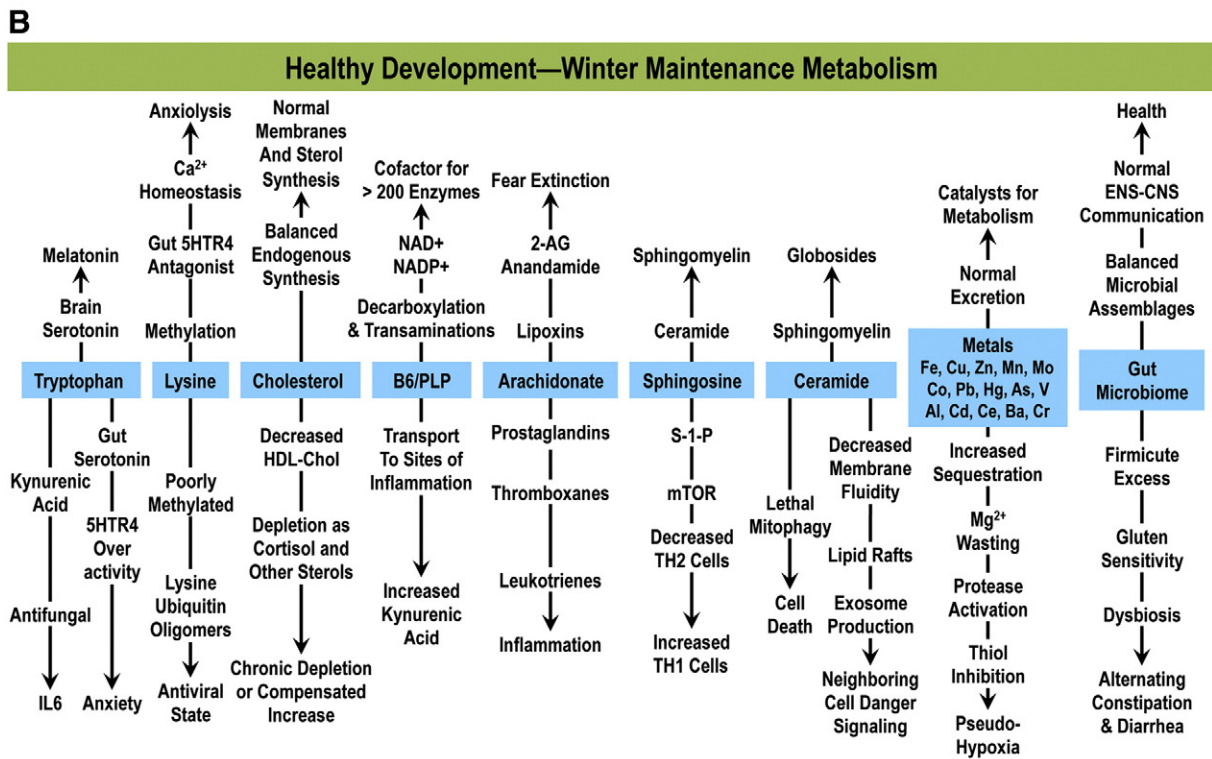 B
Healthy Development—Winter Maintenance Metabolism
Melatonin
Brain
Serotonin
Tryptophan
Kynurenic
Acid
Antifungal
IL6
Gut
Serotonin
5HTR4
Over
activity
Anxiety
Anxiolysis
Ca²⁺
Homeostasis
Gut 5HTR4
Antagonist
Methylation
Lysine
Poorly
Methylated
Lysine
Ubiquitin
Oligomers
Antiviral
State
Normal
Membranes
And Sterol
Synthesis
Balanced
Endogenous
Synthesis
Cholesterol
Decreased
HDL-Chol
Depletion as
Cortisol and
Other Sterols
Chronic Depletion
or Compensated
Increase
Cofactor for
> 200 Enzymes
NAD+
NADP+
Decarboxylation
& Transaminations
B6/PLP
Transport
To Sites of
Inflammation
Increased
Kynurenic
Acid
Fear Extinction
2-AG
Anandamide
Lipoxins
Arachidonate
Prostaglandins
Thromboxanes
Leukotrienes
Inflammation
Sphingomyelin
Ceramide
Sphingosine
S-1-P
mTOR
Decreased
TH2 Cells
Increased
TH1 Cells
Globosides
Sphingomyelin
Ceramide
Lethal
Mitophagy
Cell
Death
Decreased
Membrane
Fluidity
Lipid Rafts
Exosome
Production
Neighboring
Cell Danger
Signaling
Catalysts for
Metabolism
Normal
Excretion
Metals
Fe, Cu, Zn, Mn, Mo
Co, Pb, Hg, As, V
Al, Cd, Ce, Ba, Cr
Increased
Sequestration
Mg²⁺
Wasting
Protease
Activation
Thiol
Inhibition
Pseudo-
Hypoxia
Health
Normal
ENS-CNS
Communication
Balanced
Microbial
Assemblages
Gut
Microbiome
Firmicute
Excess
Gluten
Sensitivity
Dysbiosis
Alternating
Constipation
& Diarrhea